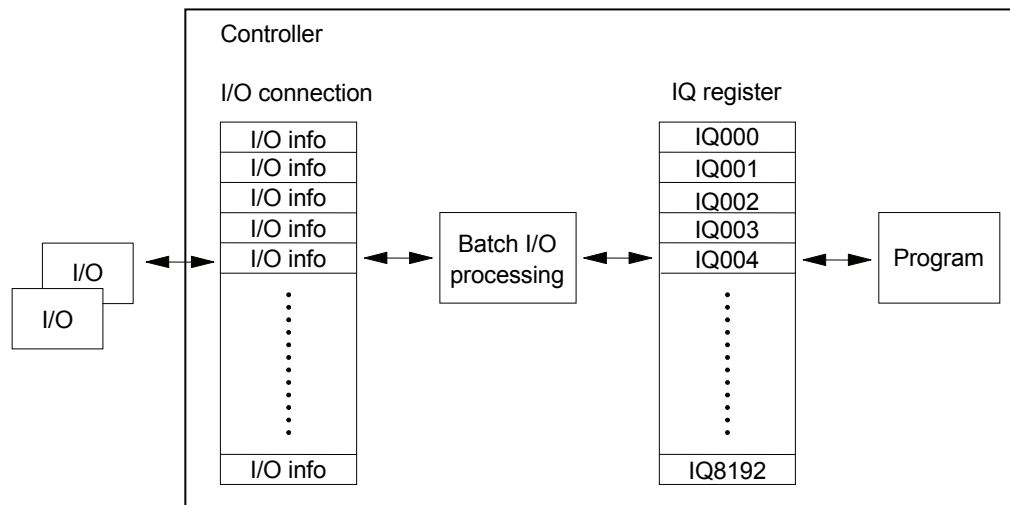 Controller
I/O connection
IQ register
I/O info
I/O info
I/O info
I/O info
I/O info
I/O info
IQ000
IQ001
IQ002
IQ003
IQ004
IQ8192
I/O
I/O
Batch I/O
processing
Program